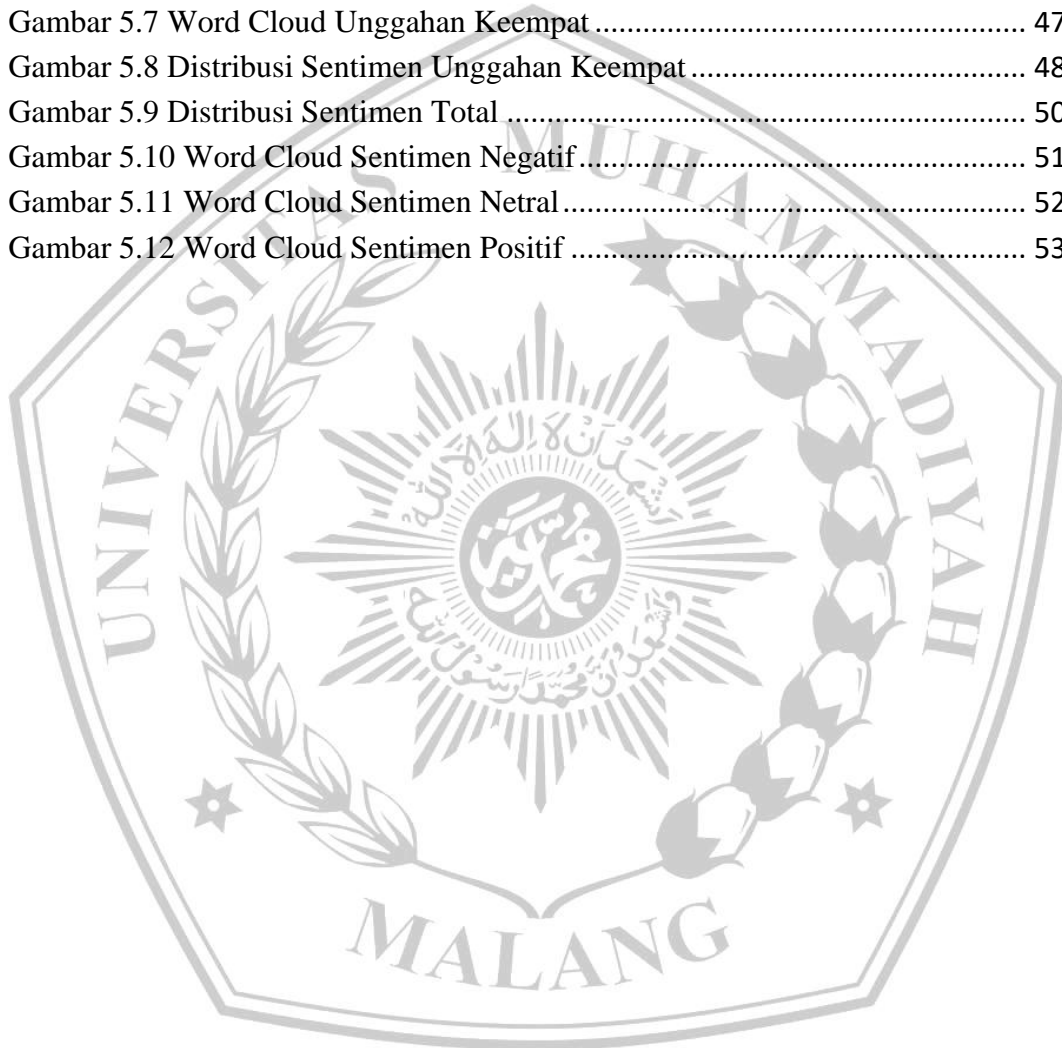 Gambar 5.7 Word Cloud Unggahan Keempat ........................................................................ 47
Gambar 5.8 Distribusi Sentimen Unggahan Keempat ........................................................ 48
Gambar 5.9 Distribusi Sentimen Total ................................................................................ 50
Gambar 5.10 Word Cloud Sentimen Negatif ...................................................................... 51
Gambar 5.11 Word Cloud Sentimen Netral ........................................................................ 52
Gambar 5.12 Word Cloud Sentimen Positif ....................................................................... 53
UNIVERSITAS MUHAMMADIYAH
MALANG